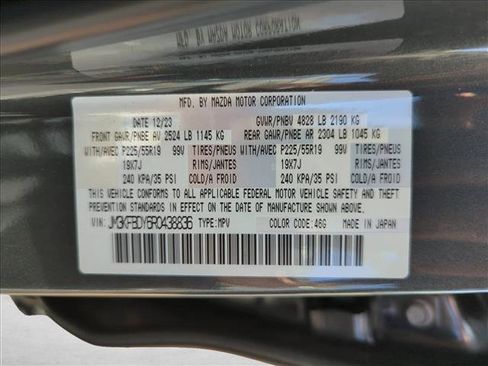 MFD. BY MAZDA MOTOR CORPORATION
DATE 12/23 GVWR/PNBV 4828 LB 2190 KG
FRONT GAWR/PNBE AV 2524 LB 1145 KG REAR GAWR/PNBE AR 2304 LB 1045 KG
WITH/AVEC P225/55R19 99V TIRES/PNEUS WITH/AVEC P225/55R19 99V TIRES/PNEUS
19X7J RIMS/JANTES 19X7J RIMS/JANTES
240 KPA/35 PSI COLD/A FROID 240 KPA/35 PSI COLD/A FROID
THIS VEHICLE CONFORMS TO ALL APPLICABLE FEDERAL MOTOR VEHICLE SAFETY AND THEFT
PREVENTION STANDARDS IN EFFECT ON THE DATE OF MANUFACTURE SHOWN ABOVE.
VIN: JM3KFBDY6R0438836 TYPE:MPV COLOR CODE:46G MADE IN JAPAN